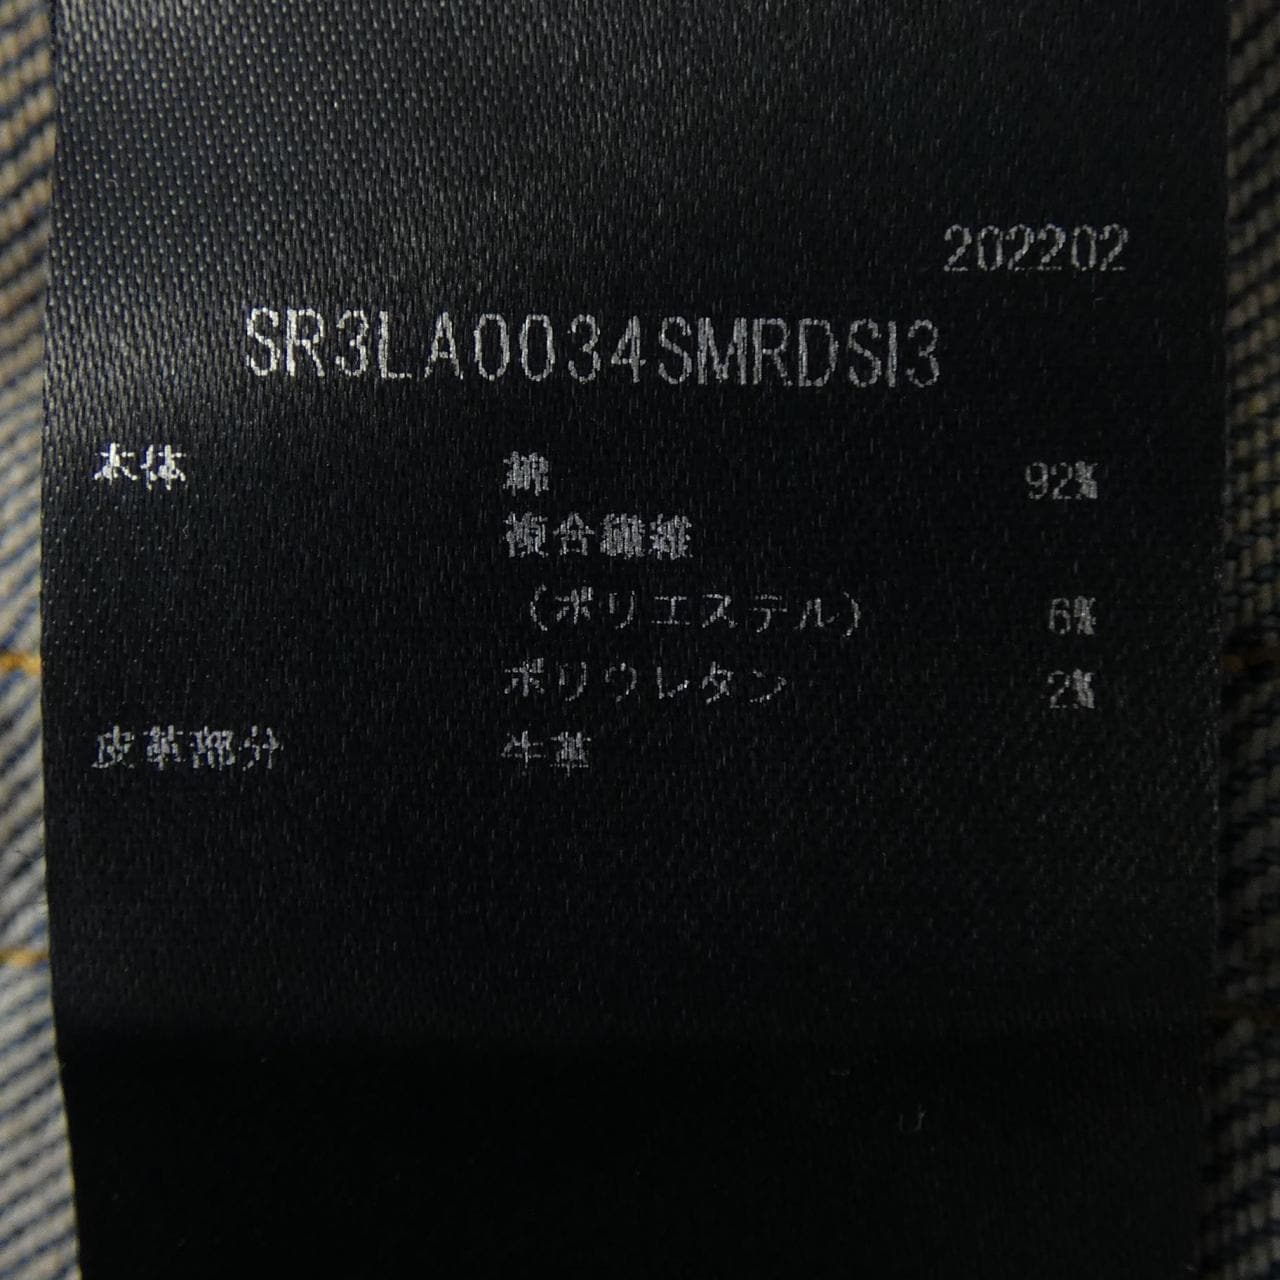 202202
SR3LA0034SMRDSI3
本体 綿 92%
複合繊維
(ポリエステル) 6%
ポリウレタン 2%
皮革部分 牛革